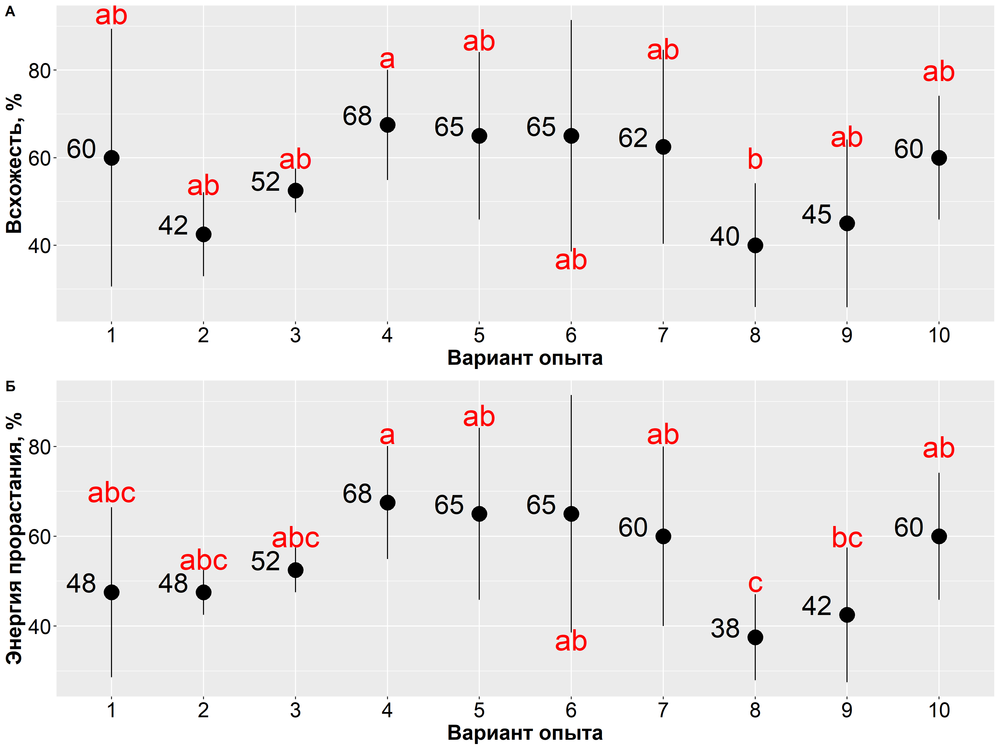 А
Всхожесть, %
80
60
40
ab
ab
ab
a
ab
ab
ab
b
ab
ab
60
42
52
68
65
65
62
40
45
60
1 2 3 4 5 6 7 8 9 10
Вариант опыта
Б
Энергия прорастания, %
80
60
40
abc
abc
abc
a
ab
ab
ab
c
bc
ab
48
48
52
68
65
65
60
38
42
60
1 2 3 4 5 6 7 8 9 10
Вариант опыта